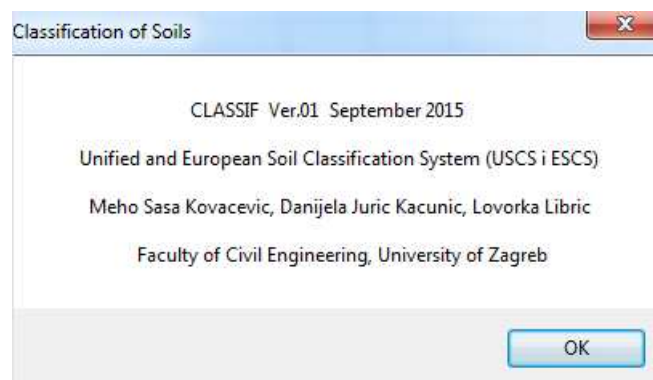 Classification of Soils
CLASSIF Ver.01 September 2015
Unified and European Soil Classification System (USCS i ESCS)
Meho Sasa Kovacevic, Danijela Juric Kacunic, Lovorka Libric
Faculty of Civil Engineering, University of Zagreb
OK